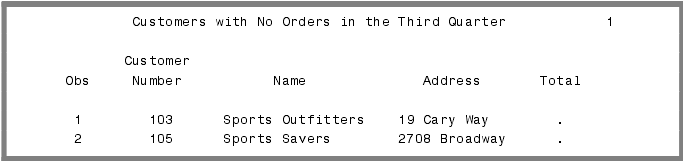 Customers with No Orders in the Third Quarter 1
Customer
Obs Number Name Address Total
1 103 Sports Outfitters 19 Cary Way .
2 105 Sports Savers 2708 Broadway .